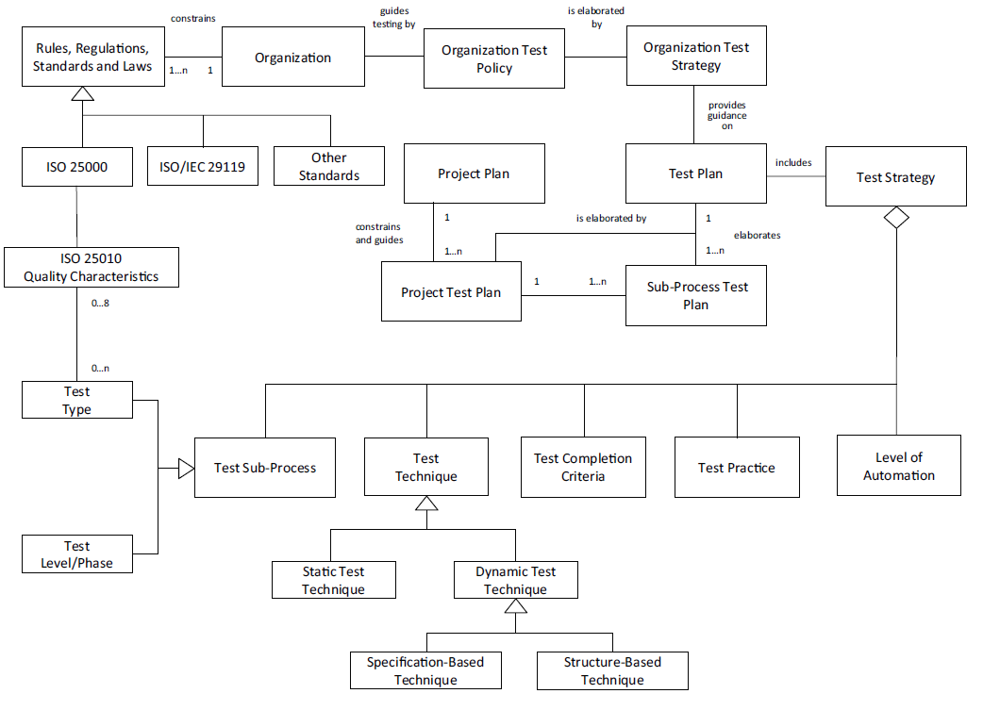 constrains
guides
testing by
is elaborated
by
Rules, Regulations,
Standards and Laws
1...n
1
Organization
Organization Test
Policy
Organization Test
Strategy
provides
guidance
on
ISO 25000
ISO/IEC 29119
Other
Standards
Project Plan
Test Plan
includes
Test Strategy
constrains
and guides
1
1...n
is elaborated by
1
elaborates
1...n
ISO 25010
Quality Characteristics
Project Test Plan
1
1...n
Sub-Process Test
Plan
0...8
0...n
Test
Type
Test Sub-Process
Test
Technique
Test Completion
Criteria
Test Practice
Level of
Automation
Test
Level/Phase
Static Test
Technique
Dynamic Test
Technique
Specification-Based
Technique
Structure-Based
Technique